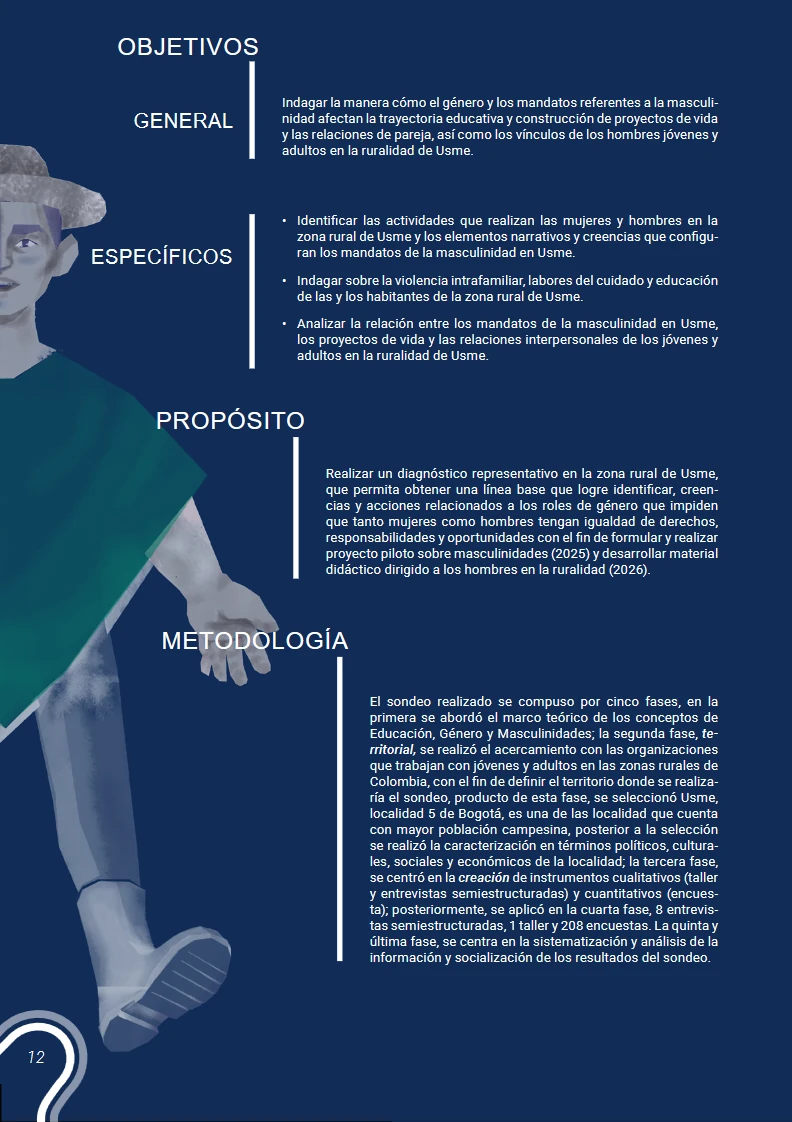 OBJETIVOS
GENERAL
Indagar la manera cómo el género y los mandatos referentes a la masculi-
nidad afectan la trayectoria educativa y construcción de proyectos de vida
y las relaciones de pareja, así como los vínculos de los hombres jóvenes y
adultos en la ruralidad de Usme.
ESPECÍFICOS
• Identificar las actividades que realizan las mujeres y hombres en la
zona rural de Usme y los elementos narrativos y creencias que configu-
ran los mandatos de la masculinidad en Usme.
• Indagar sobre la violencia intrafamiliar, labores del cuidado y educación
de las y los habitantes de la zona rural de Usme.
• Analizar la relación entre los mandatos de la masculinidad en Usme,
los proyectos de vida y las relaciones interpersonales de los jóvenes y
adultos en la ruralidad de Usme.
PROPÓSITO
Realizar un diagnóstico representativo en la zona rural de Usme,
que permita obtener una línea base que logre identificar, creen-
cias y acciones relacionados a los roles de género que impiden
que tanto mujeres como hombres tengan igualdad de derechos,
responsabilidades y oportunidades con el fin de formular y realizar
proyecto piloto sobre masculinidades (2025) y desarrollar material
didáctico dirigido a los hombres en la ruralidad (2026).
METODOLOGÍA
El sondeo realizado se compuso por cinco fases, en la
primera se abordó el marco teórico de los conceptos de
Educación, Género y Masculinidades; la segunda fase, te-
rritorial, se realizó el acercamiento con las organizaciones
que trabajan con jóvenes y adultos en las zonas rurales de
Colombia, con el fin de definir el territorio donde se realiza-
ría el sondeo, producto de esta fase, se seleccionó Usme,
localidad 5 de Bogotá, es una de las localidad que cuenta
con mayor población campesina, posterior a la selección
se realizó la caracterización en términos políticos, cultura-
les, sociales y económicos de la localidad; la tercera fase,
se centró en la creación de instrumentos cualitativos (taller
y entrevistas semiestructuradas) y cuantitativos (encues-
ta); posteriormente, se aplicó en la cuarta fase, 8 entrevis-
tas semiestructuradas, 1 taller y 208 encuestas. La quinta y
última fase, se centra en la sistematización y análisis de la
información y socialización de los resultados del sondeo.
12